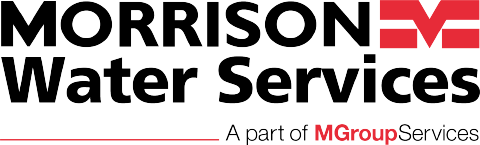 MORRISON
Water Services
A part of MGroupServices